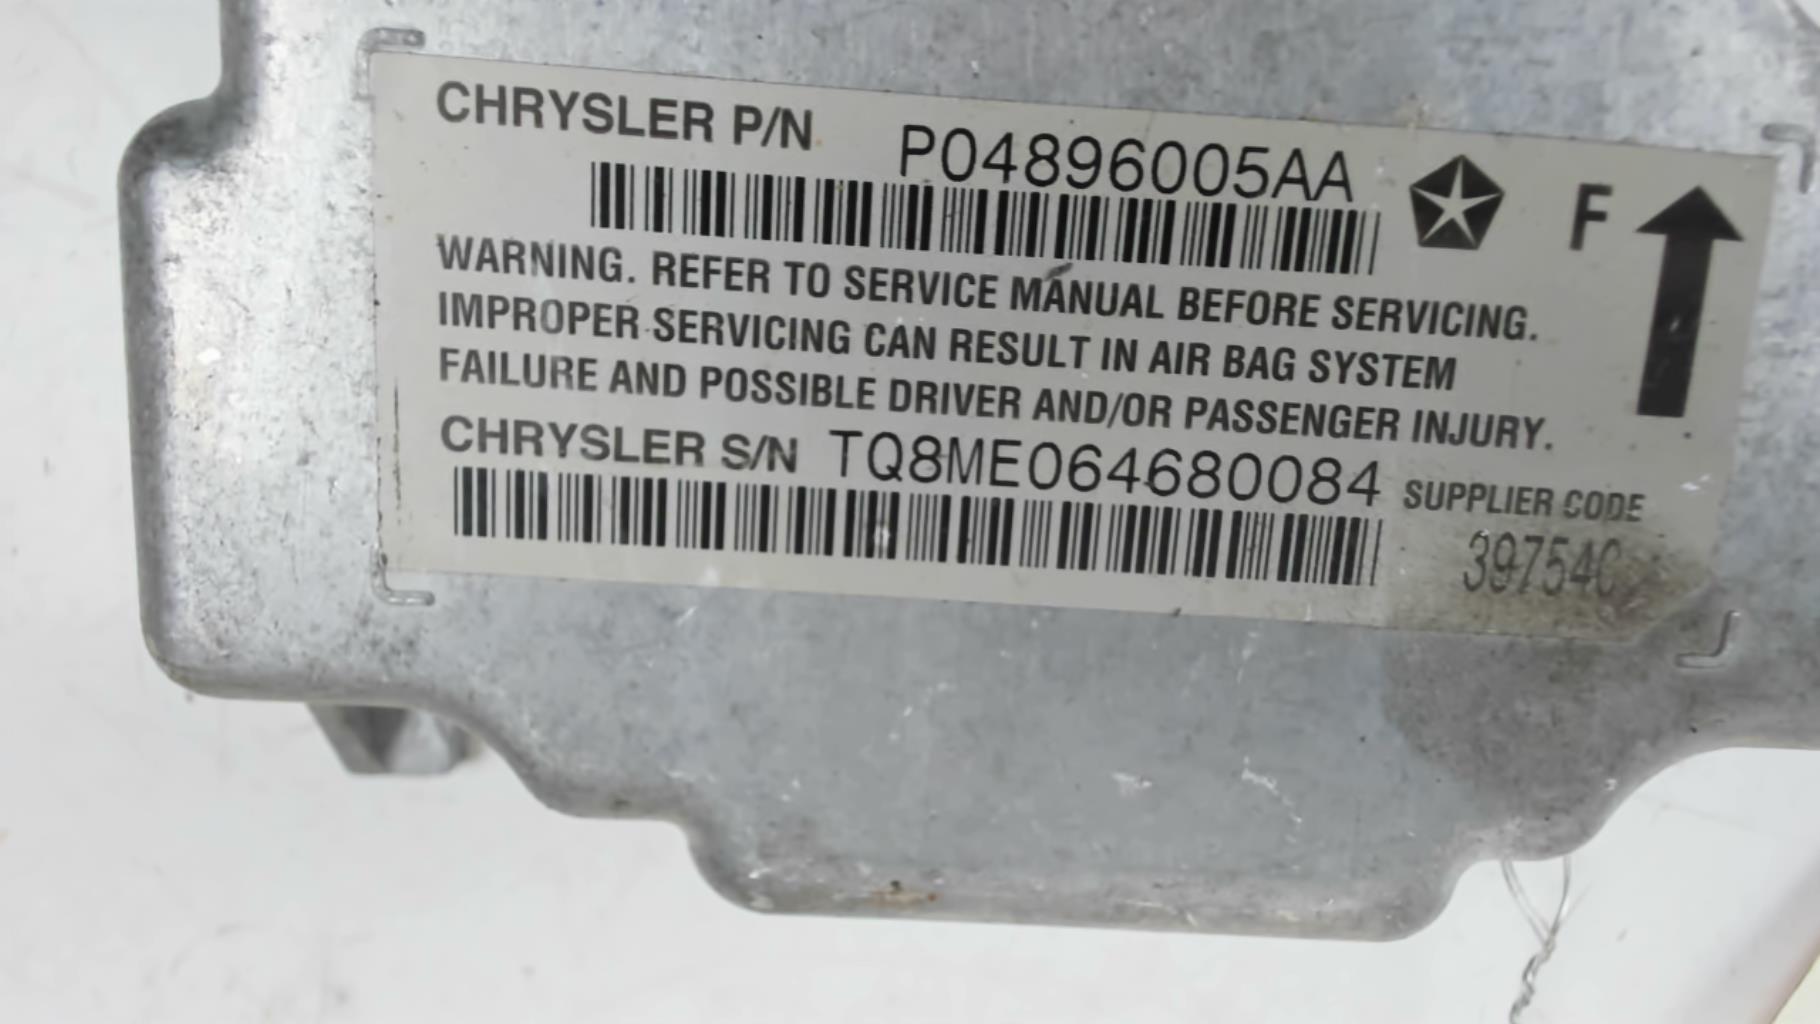 CHRYSLER P/N P04896005AA F
WARNING. REFER TO SERVICE MANUAL BEFORE SERVICING.
IMPROPER SERVICING CAN RESULT IN AIR BAG SYSTEM
FAILURE AND POSSIBLE DRIVER AND/OR PASSENGER INJURY.
CHRYSLER S/N TQ8ME064680084 SUPPLIER CODE
39754C